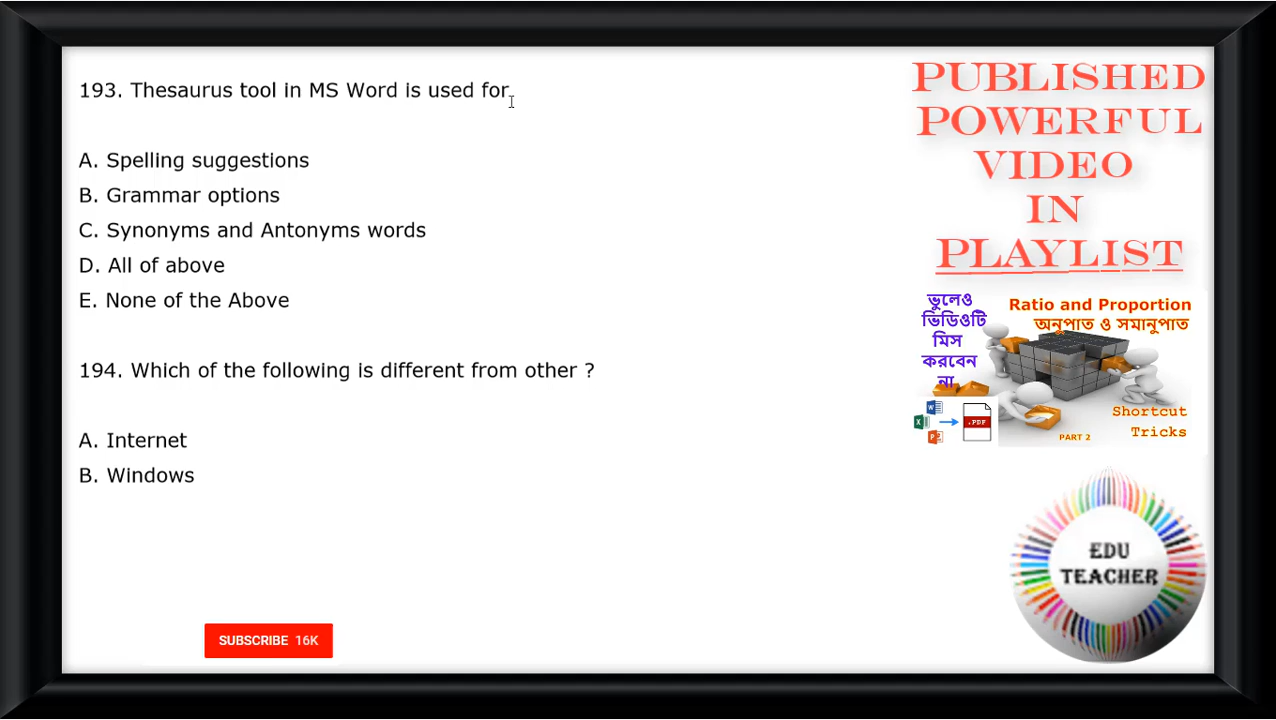 193. Thesaurus tool in MS Word is used for
A. Spelling suggestions
B. Grammar options
C. Synonyms and Antonyms words
D. All of above
E. None of the Above
194. Which of the following is different from other ?
A. Internet
B. Windows
SUBSCRIBE 16K
PUBLISHED
POWERFUL
VIDEO
IN
PLAYLIST
ভুলেও
ভিডিওটি
মিস
করবেন
না
Ratio and Proportion
অনুপাত ও সমানুপাত
W
X
P
.PDF
Shortcut
Tricks
PART 2
EDU
TEACHER